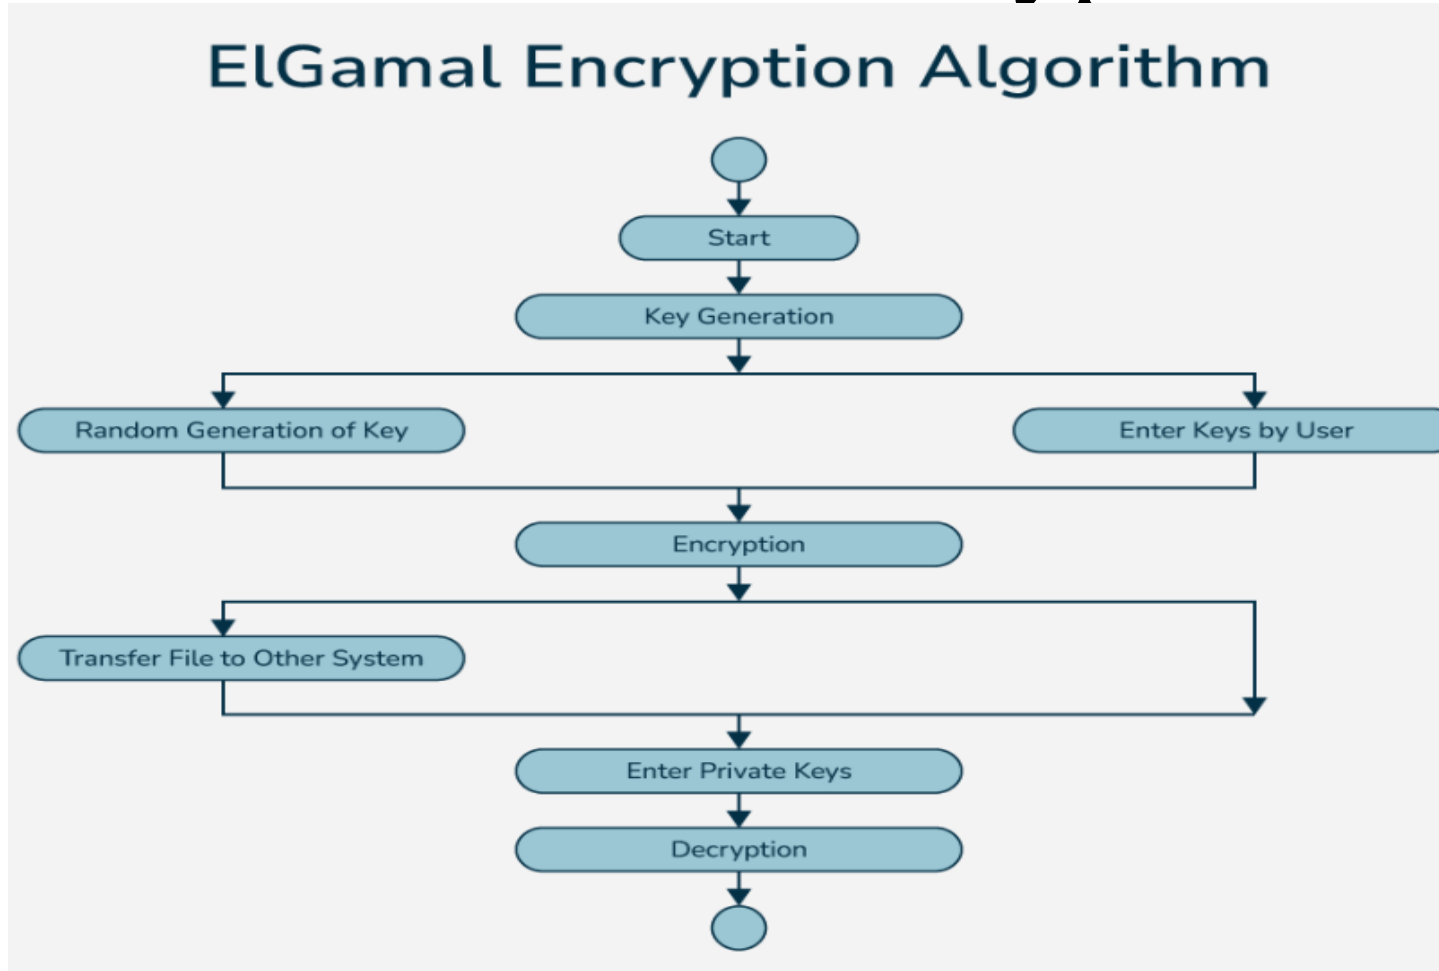 ElGamal Encryption Algorithm
Start
Key Generation
Random Generation of Key
Enter Keys by User
Encryption
Transfer File to Other System
Enter Private Keys
Decryption